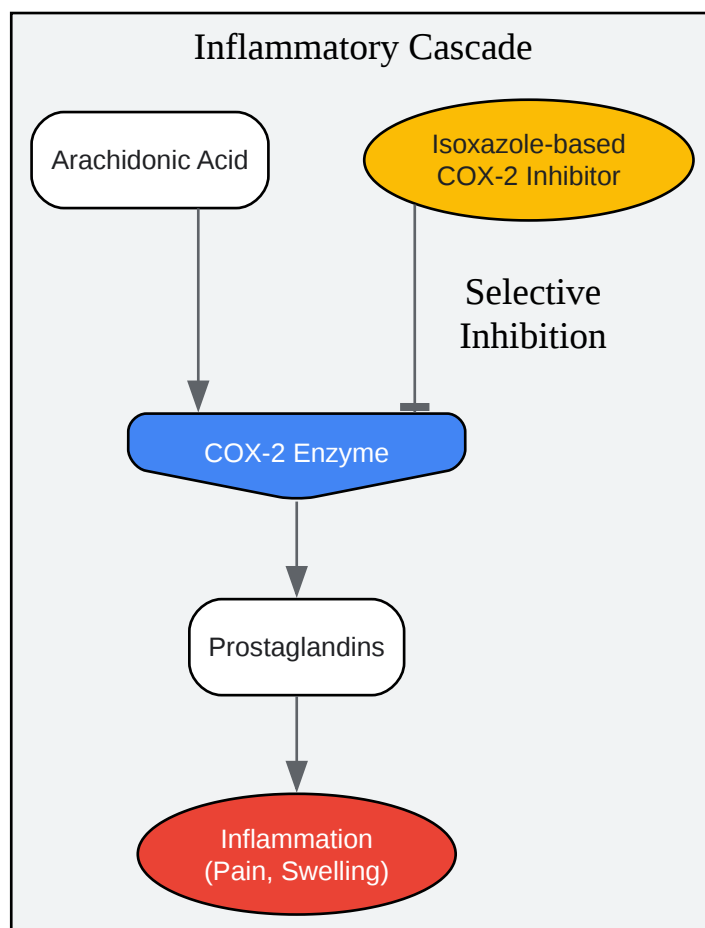 Inflammatory Cascade
Arachidonic Acid
Isoxazole-based
COX-2 Inhibitor
Selective
Inhibition
COX-2 Enzyme
Prostaglandins
Inflammation
(Pain, Swelling)